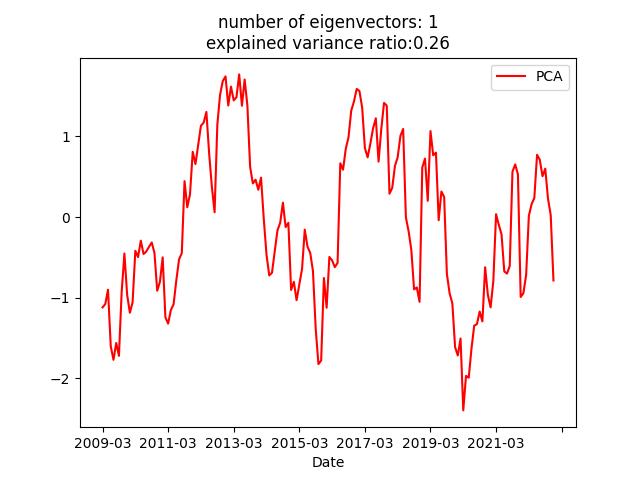 number of eigenvectors: 1
explained variance ratio:0.26
PCA
1
0
−1
−2
2009-03 2011-03 2013-03 2015-03 2017-03 2019-03 2021-03
Date